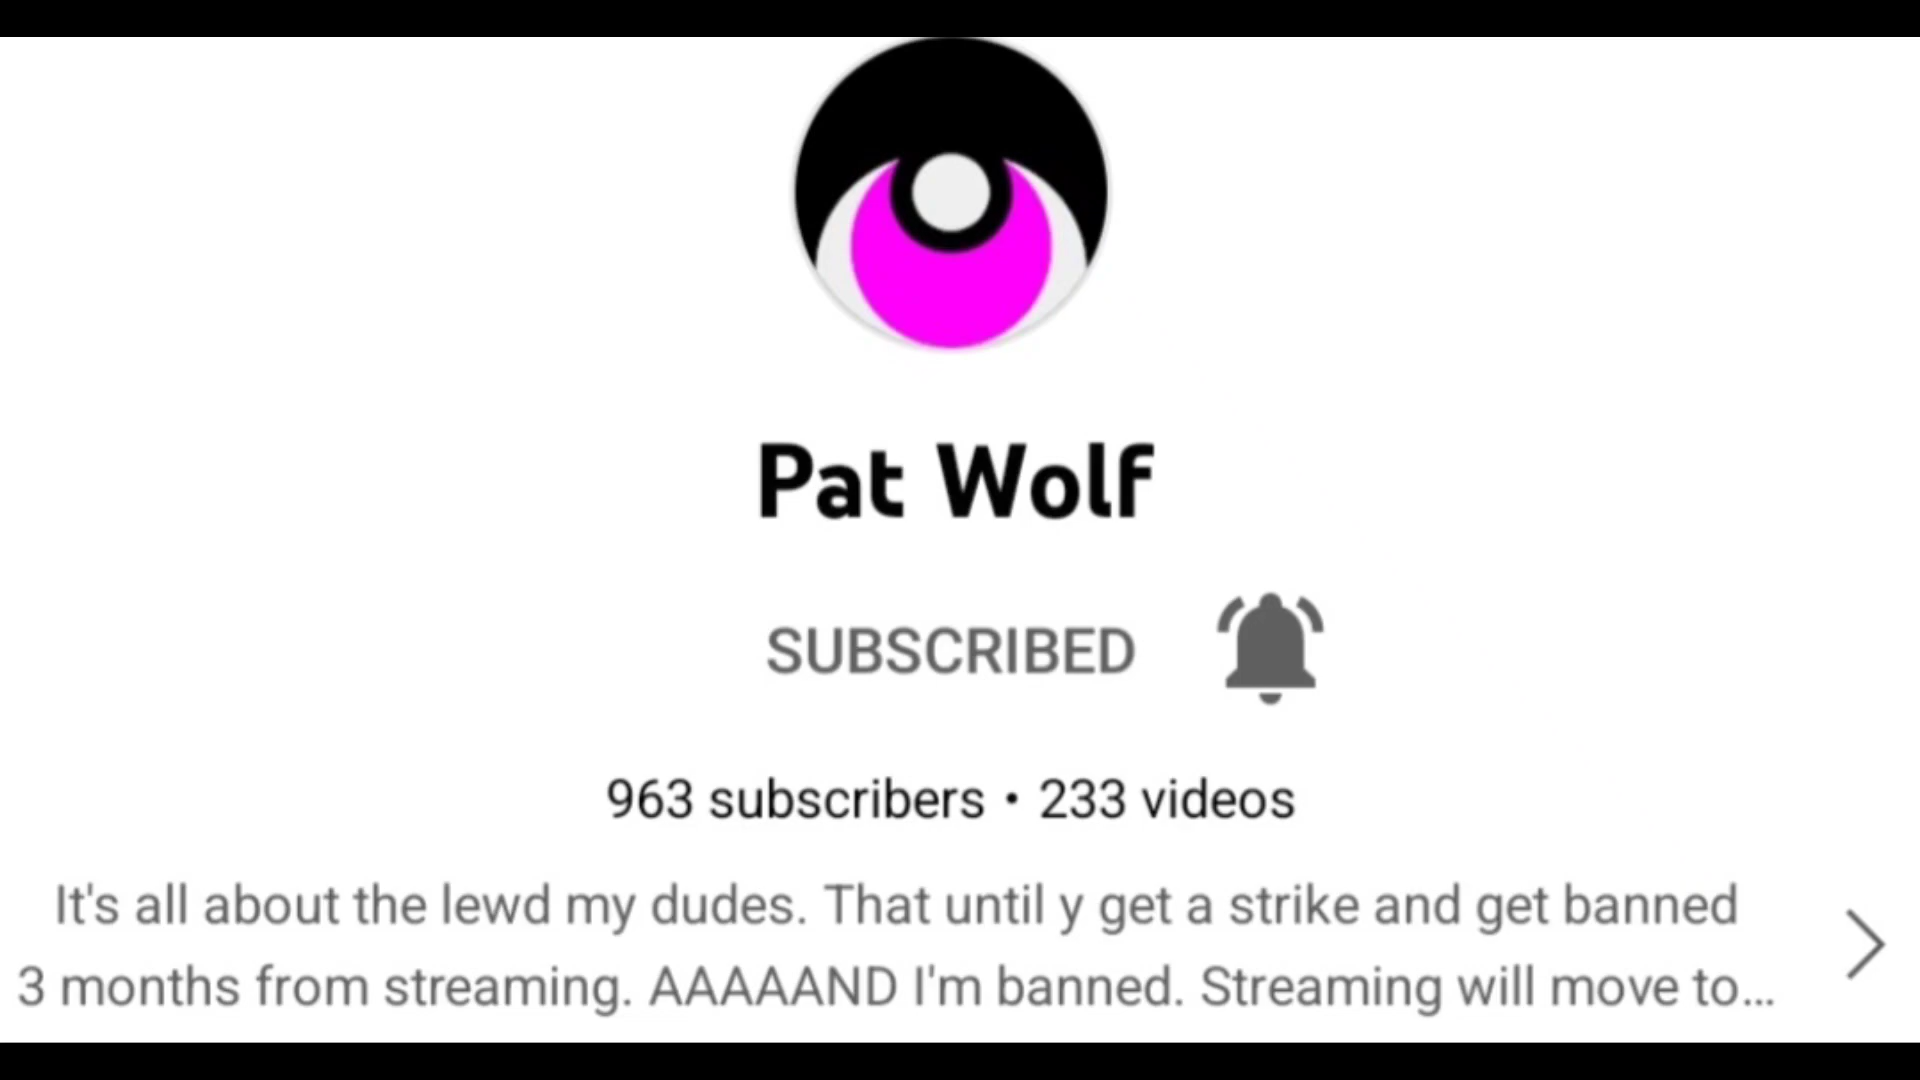 Pat Wolf
SUBSCRIBED
963 subscribers • 233 videos
It's all about the lewd my dudes. That until y get a strike and get banned
3 months from streaming. AAAAAND I'm banned. Streaming will move to...